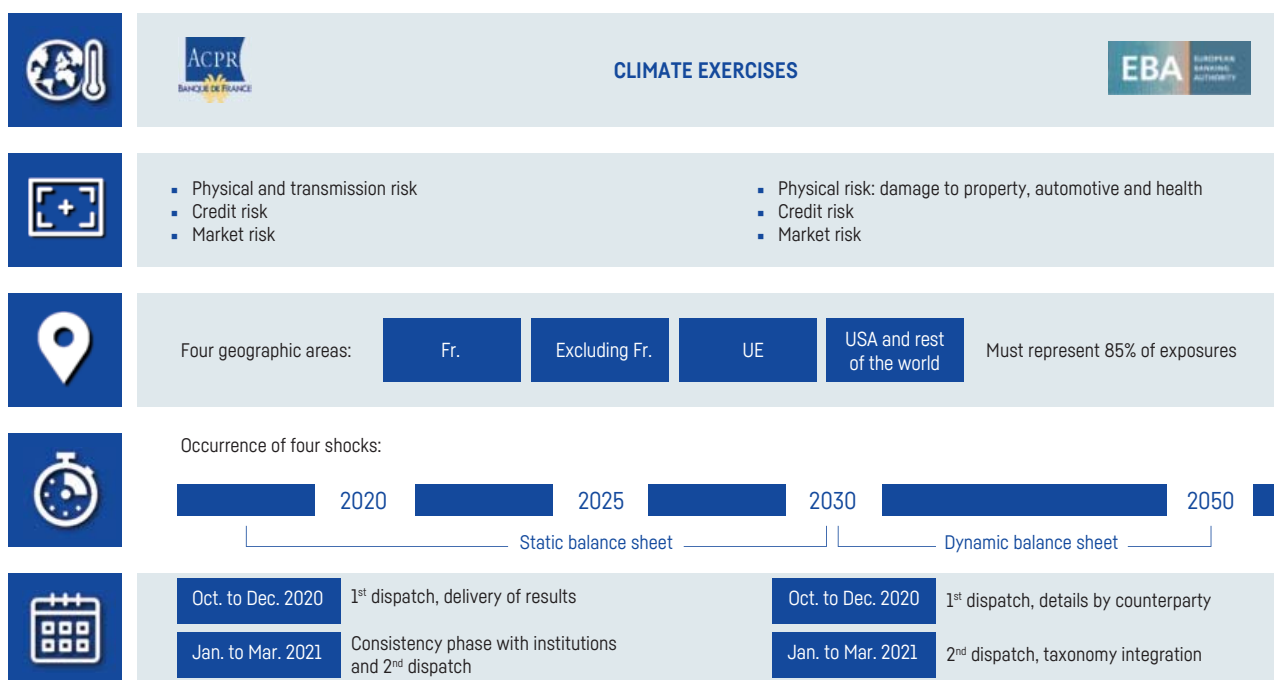 ACPR
BANQUE DE FRANCE
CLIMATE EXERCISES
EBA
EUROPEAN
BANKING
AUTHORITY
▪ Physical and transmission risk
▪ Credit risk
▪ Market risk
▪ Physical risk: damage to property, automotive and health
▪ Credit risk
▪ Market risk
Four geographic areas:
Fr.
Excluding Fr.
UE
USA and rest
of the world
Must represent 85% of exposures
Occurrence of four shocks:
2020
2025
2030
2050
Static balance sheet
Dynamic balance sheet
Oct. to Dec. 2020
1st dispatch, delivery of results
Jan. to Mar. 2021
Consistency phase with institutions
and 2nd dispatch
Oct. to Dec. 2020
1st dispatch, details by counterparty
Jan. to Mar. 2021
2nd dispatch, taxonomy integration